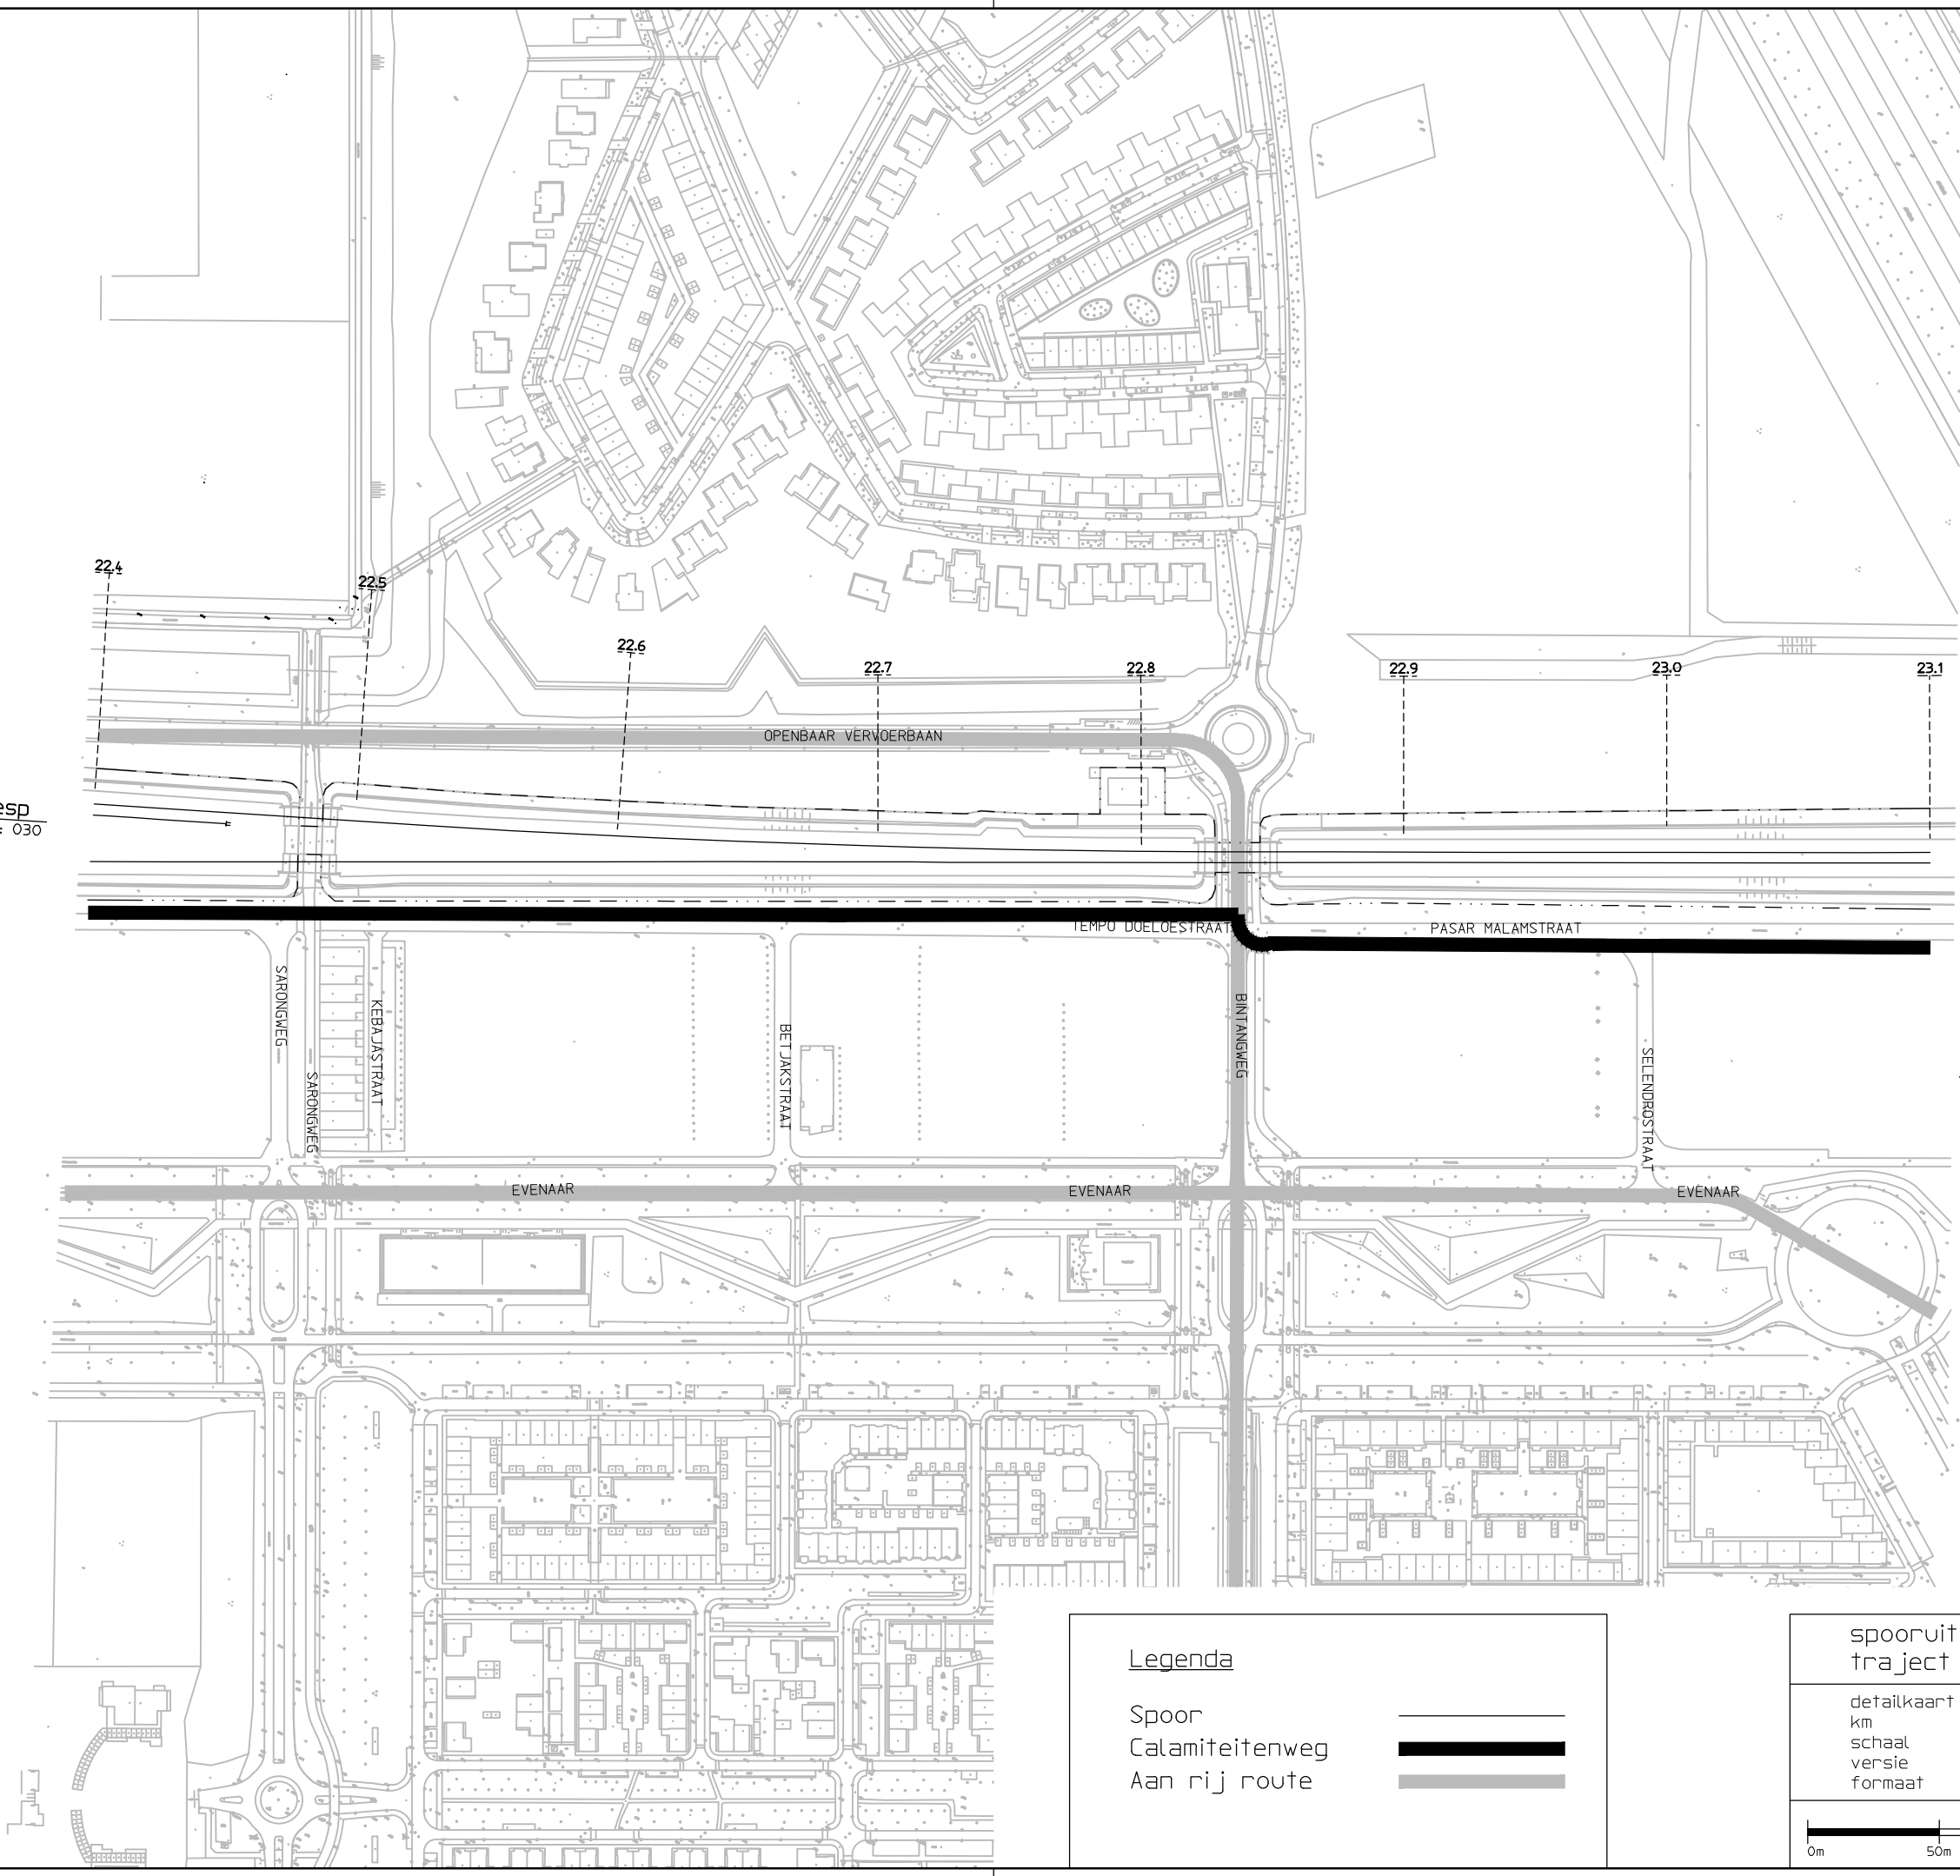 22.4
22.5
22.6
22.7
22.8
22.9
23.0
23.1
OPENBAAR VERVOERBAAN
esp
: 030
TEMPO DOELOESTRAAT
PASAR MALAMSTRAAT
SARONGWEG
SARONGWEG
KEBAJASTRAAT
BETJAKSTRAAT
BINTANGWEG
SELENDROSTRAAT
EVENAAR
EVENAAR
EVENAAR
Legenda
Spoor
Calamiteitenweg
Aan rij route
spooruit
traject
detailkaart
km
schaal
versie
formaat
0m
50m